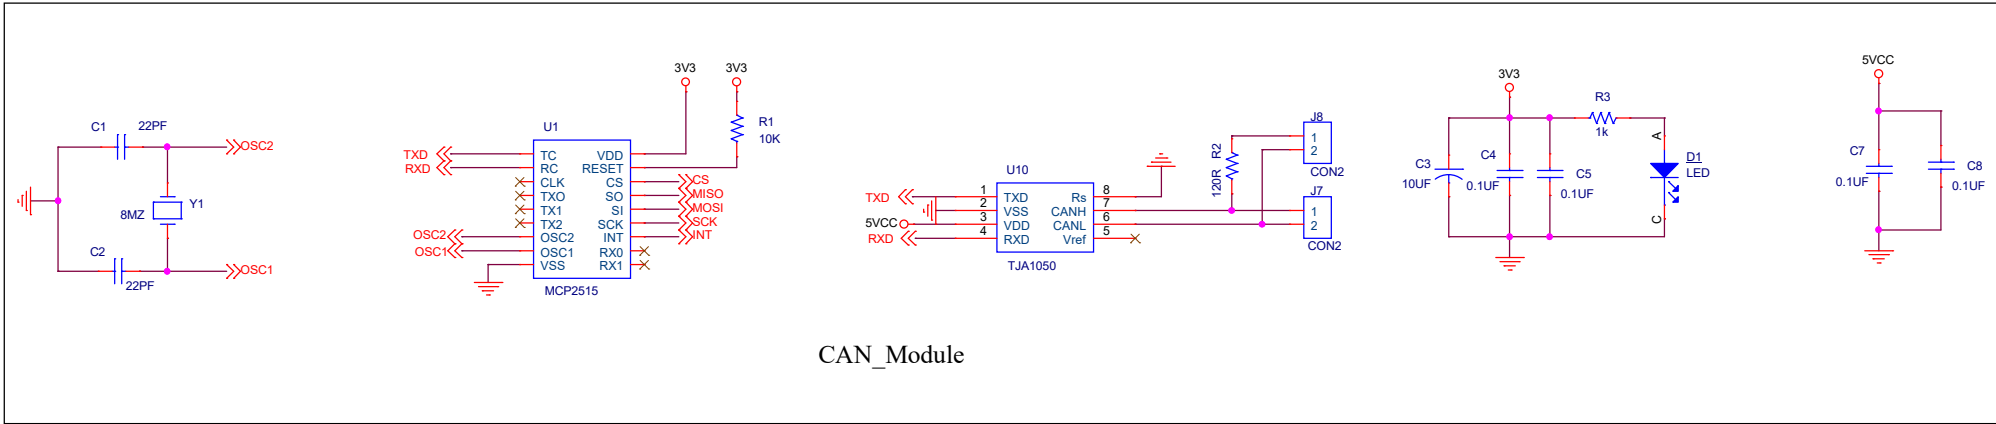 C1
22PF
OSC2
8MZ
Y1
C2
22PF
OSC1
3V3
3V3
R1
10K
U1
TXD
RXD
TC
RC
CLK
TXO
TX1
TX2
OSC2
OSC1
VSS
VDD
RESET
CS
SO
SI
SCK
INT
RX0
RX1
CS
MISO
MOSI
SCK
INT
OSC2
OSC1
MCP2515
U10
TXD
5VCC
RXD
1
2
3
4
TXD
VSS
VDD
RXD
Rs
CANH
CANL
Vref
8
7
6
5
TJA1050
R2
120R
J8
1
2
CON2
J7
1
2
CON2
3V3
R3
1k
C3
10UF
C4
0.1UF
C5
0.1UF
A
D1
LED
C
5VCC
C7
0.1UF
C8
0.1UF
CAN_Module